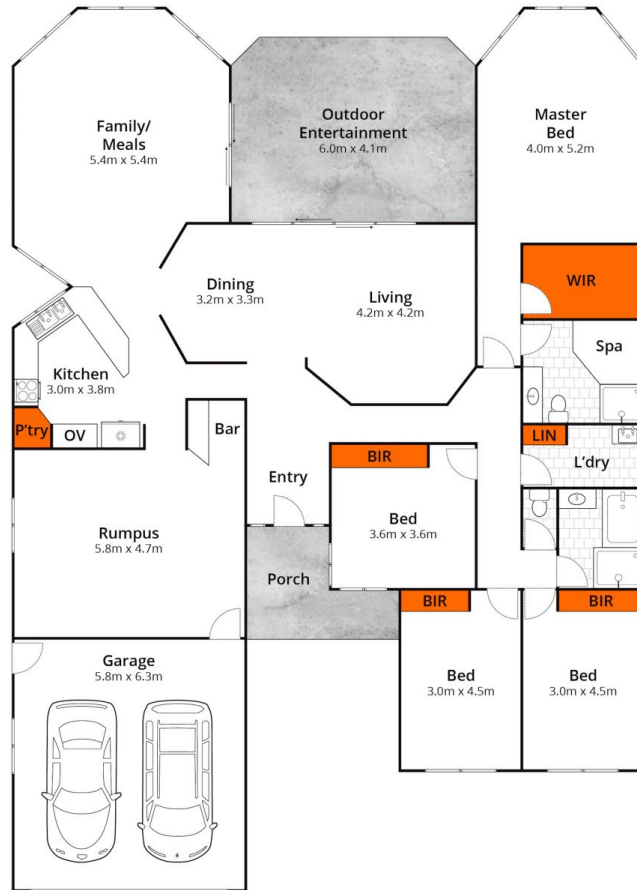 Family/
Meals
5.4m x 5.4m
Outdoor
Entertainment
6.0m x 4.1m
Master
Bed
4.0m x 5.2m
Dining
3.2m x 3.3m
Living
4.2m x 4.2m
WIR
Spa
Kitchen
3.0m x 3.8m
P'try
OV
Bar
LIN
L'dry
BIR
Entry
Bed
3.6m x 3.6m
Rumpus
5.8m x 4.7m
Porch
BIR
BIR
Garage
5.8m x 6.3m
Bed
3.0m x 4.5m
Bed
3.0m x 4.5m